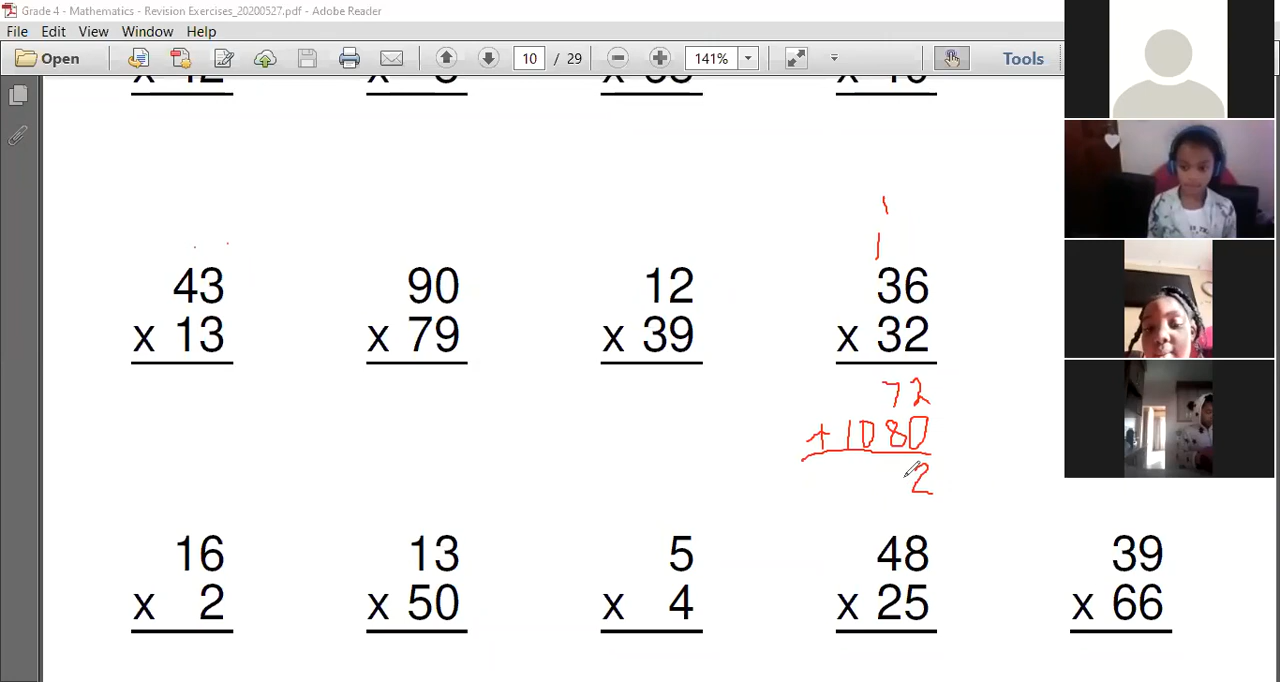 Grade 4 - Mathematics - Revision Exercises_20200527.pdf - Adobe Reader
File Edit View Window Help
Open 10 / 29 141% Tools
43 90 12 36
x 13 x 79 x 39 x 32
72
+1080
2
16 13 5 48 39
x 2 x 50 x 4 x 25 x 66